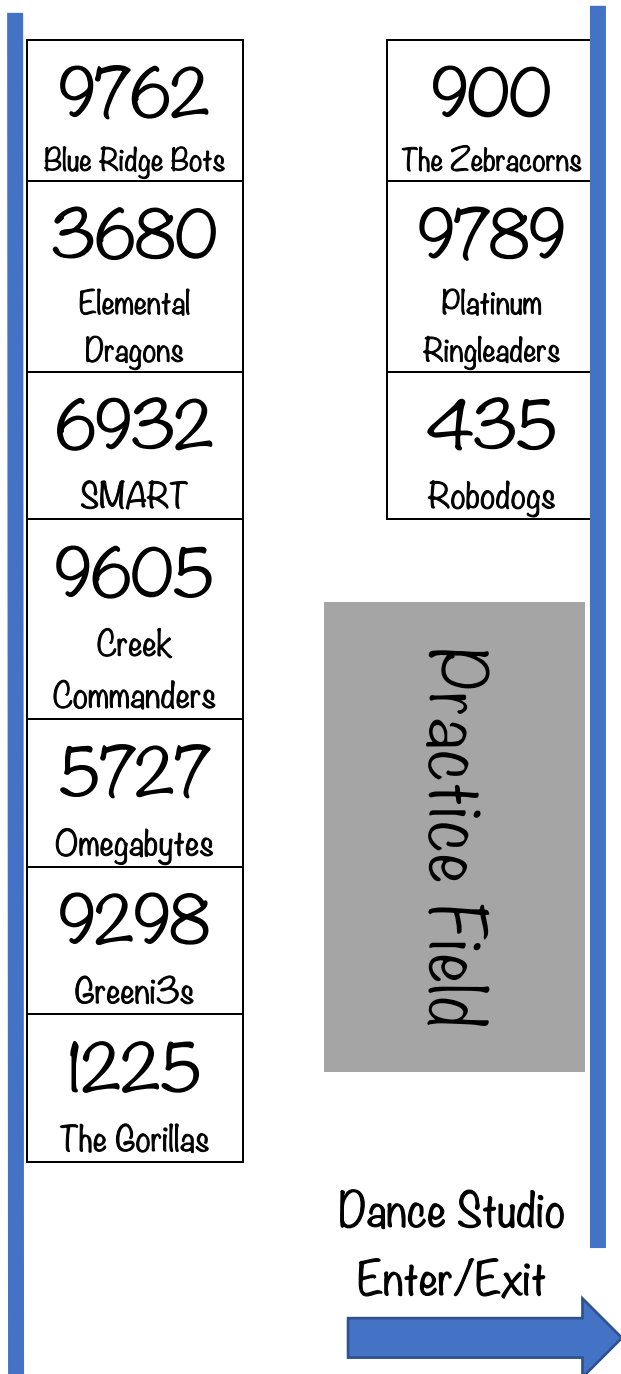 9762
Blue Ridge Bots
3680
Elemental
Dragons
6932
SMART
9605
Creek
Commanders
5727
Omegabytes
9298
Greeni3s
1225
The Gorillas
900
The Zebracorns
9789
Platinum
Ringleaders
435
Robodogs
Practice Field
Dance Studio
Enter/Exit